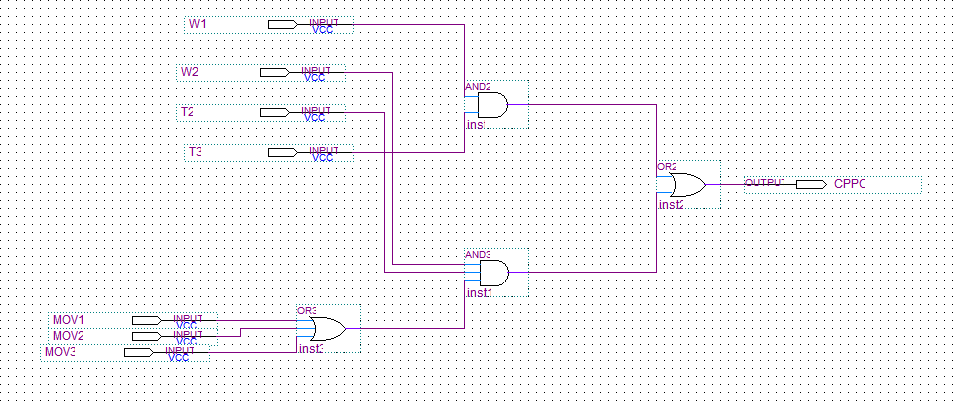 W1 INPUT
VCC
W2 INPUT
VCC
AND2
T2 INPUT
VCC
ins
T3 INPUT
VCC
OR2
OUTPUT CPPC
inst2
AND3
inst1
OR3
MOV1 INPUT
VCC
MOV2 INPUT
VCC
inst3
MOV3 INPUT
VCC